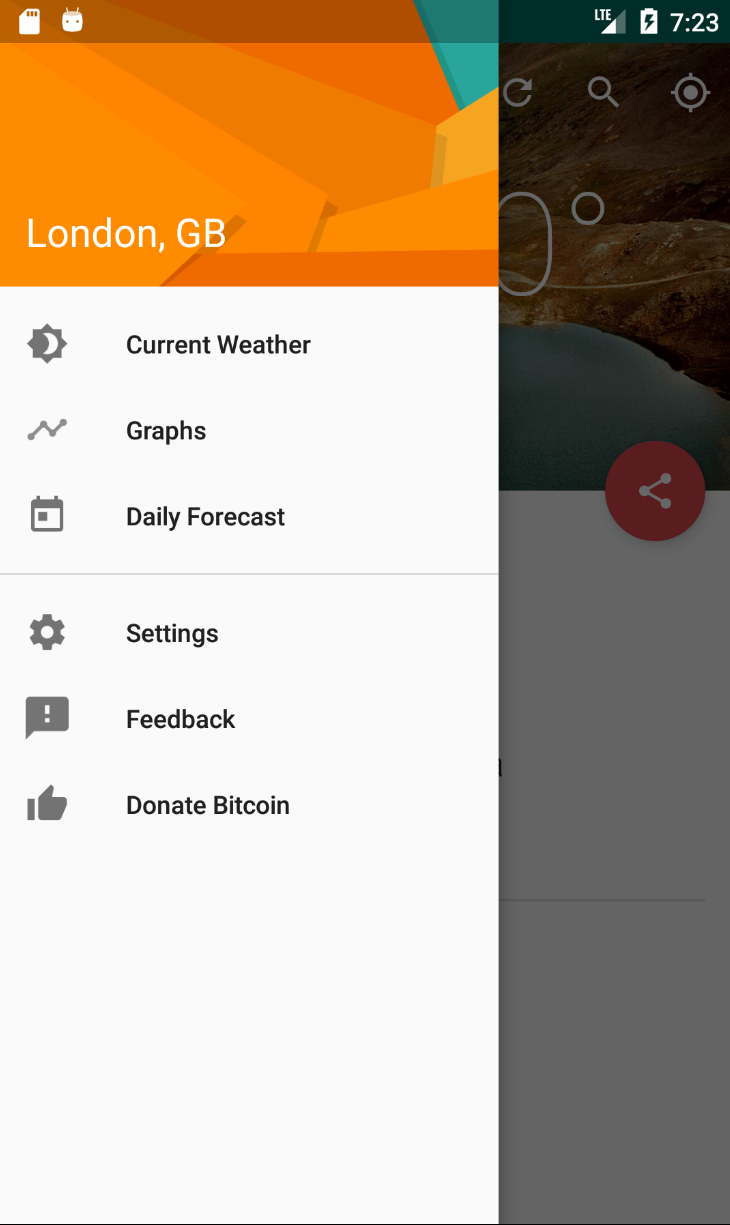 LTE 7:23
London, GB
Current Weather
Graphs
Daily Forecast
Settings
Feedback
Donate Bitcoin